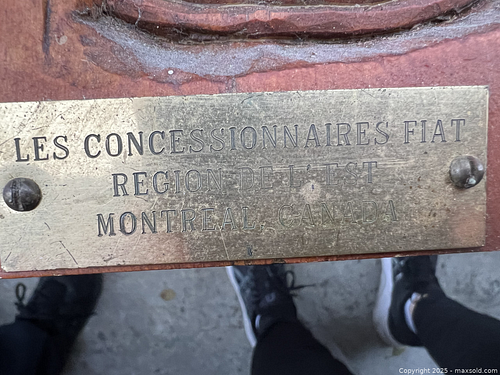 LES CONCESSIONNAIRES FIAT
REGION DE L'EST
MONTREAL, CANADA
Copyright © 2025 - maxsold.com